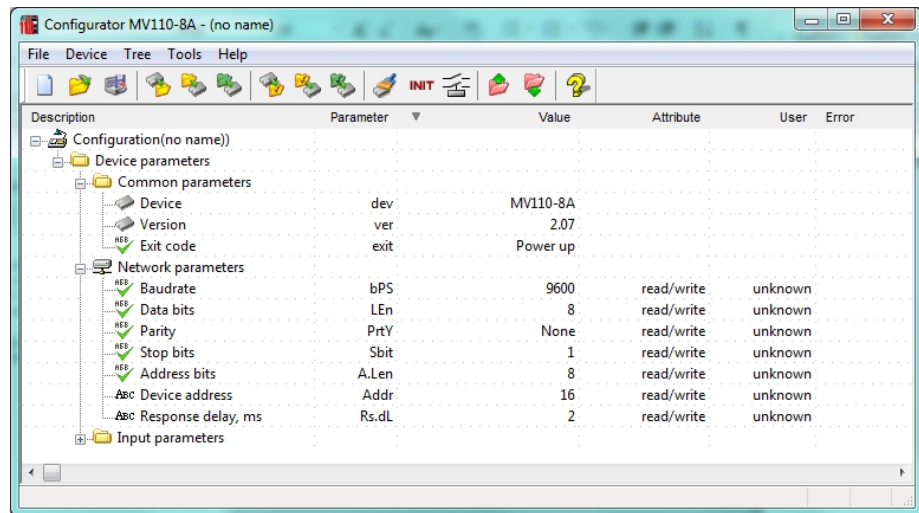 Configurator MV110-8A - (no name)
File Device Tree Tools Help
INIT
Description Parameter Value Attribute User Error
Configuration(no name))
Device parameters
Common parameters
Device dev MV110-8A
Version ver 2.07
Exit code exit Power up
Network parameters
Baudrate bPS 9600 read/write unknown
Data bits LEn 8 read/write unknown
Parity PrtY None read/write unknown
Stop bits Sbit 1 read/write unknown
Address bits A.Len 8 read/write unknown
ABC Device address Addr 16 read/write unknown
ABC Response delay, ms Rs.dL 2 read/write unknown
Input parameters